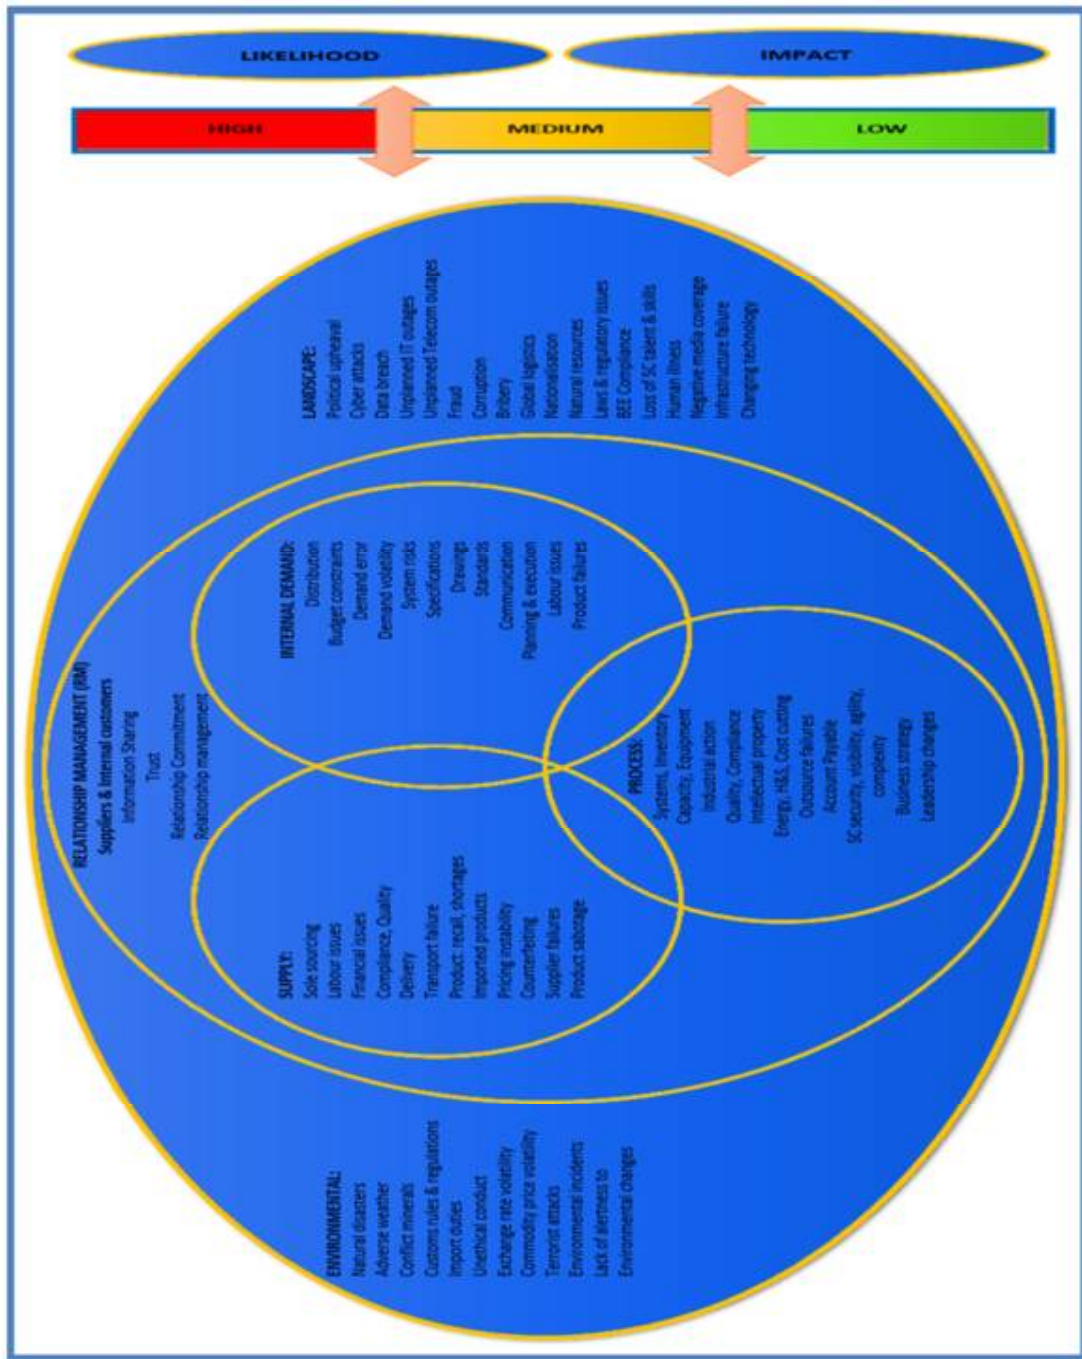 LIKELIHOOD
IMPACT
HIGH
MEDIUM
LOW
RELATIONSHIP MANAGEMENT (RM)
Suppliers & Internal customers
Information Sharing
Trust
Relationship Commitment
Relationship management
ENVIRONMENTAL:
Natural disasters
Adverse weather
Conflict minerals
Customs rules & regulations
Import duties
Unethical conduct
Exchange rate volatility
Commodity price volatility
Terrorist attacks
Environmental incidents
Lack of alertness to
Environmental changes
SUPPLY:
Sole sourcing
Labour issues
Financial issues
Compliance, Quality
Delivery
Transport failure
Product: recall, shortages
Imported products
Pricing instability
Counterfeiting
Supplier failures
Product sabotage
INTERNAL DEMAND:
Distribution
Budget constraints
Demand error
Demand volatility
System risks
Specifications
Drawings
Standards
Communication
Planning & execution
Labour issues
Product failures
LANDSCAPE:
Political upheaval
Cyber attacks
Data breach
Unpanned IT outages
Unpanned Telecom outages
Fraud
Corruption
Bribery
Global logistics
Nationalisation
Natural resources
Laws & regulatory issues
BEE Compliance
Loss of SC talent & skills
Human illness
Negative media coverage
Infrastructure failure
Changing technology
PROCESS:
Systems, Inventory
Capacity, Equipment
Industrial action
Quality, Compliance
Intelectual property
Energy, H&S, Cost cutting
Outsource failures
Account Payable
SC security, visibility, agility,
complexity
Business strategy
Leadership changes